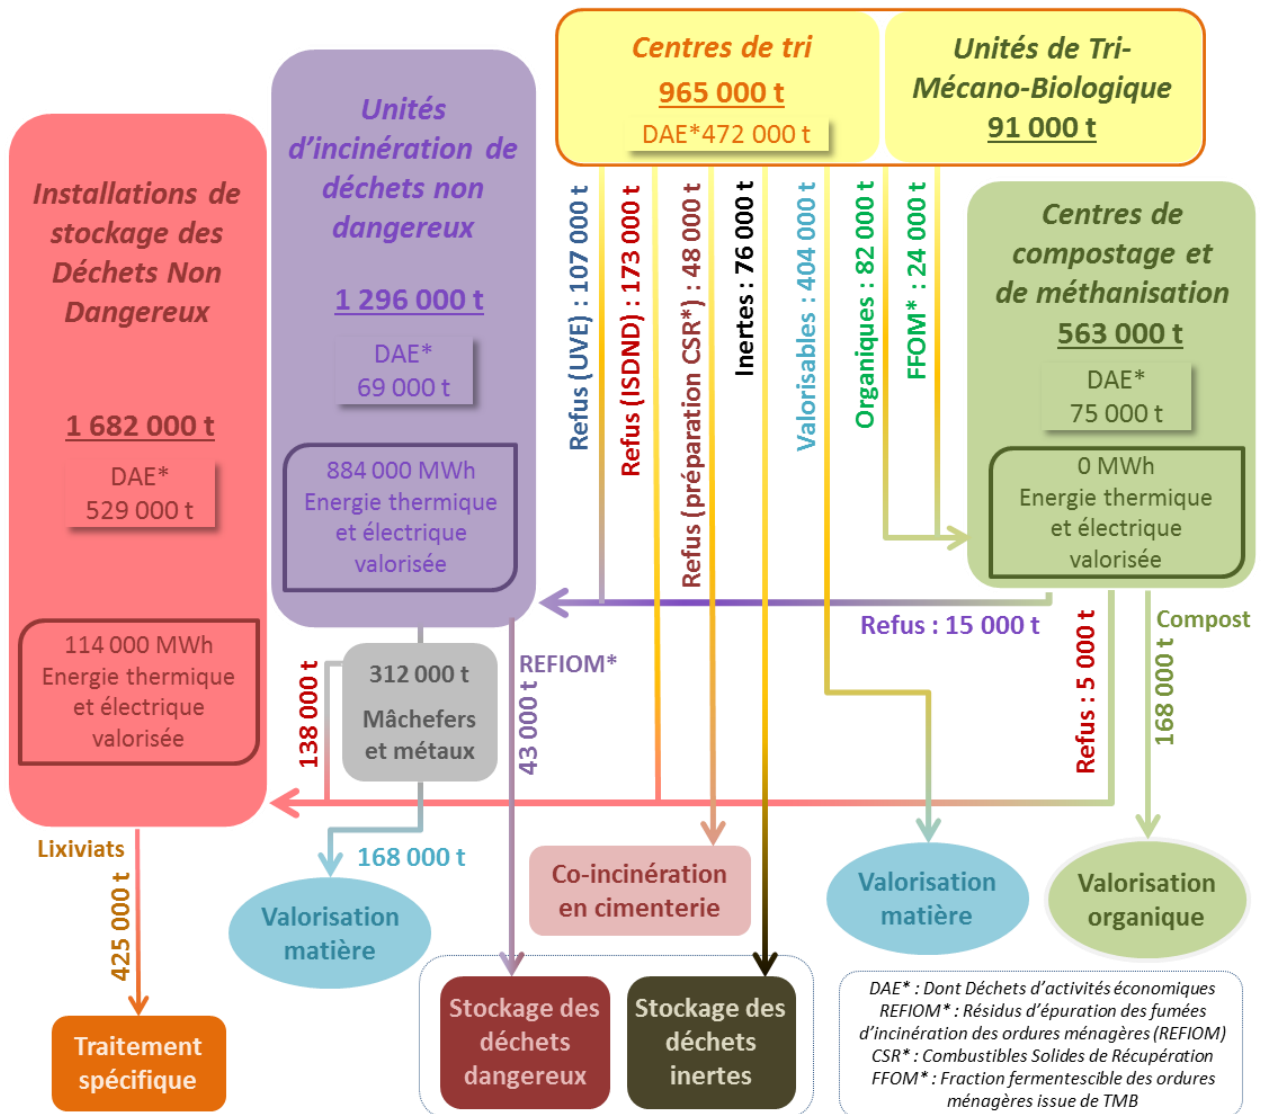 Centres de tri
965 000 t
DAE*472 000 t
Unités de Tri-
Mécano-Biologique
91 000 t
Unités
d'incinération de
déchets non
dangereux
1 296 000 t
DAE*
69 000 t
884 000 MWh
Energie thermique
et électrique
valorisée
Installations de
stockage des
Déchets Non
Dangereux
1 682 000 t
DAE*
529 000 t
114 000 MWh
Energie thermique
et électrique
valorisée
Refus (UVE) : 107 000 t
Refus (ISDND) : 173 000 t
Refus (préparation CSR*) : 48 000 t
Inertes : 76 000 t
Valorisables : 404 000 t
Organiques : 82 000 t
FFOM* : 24 000 t
Centres de
compostage et
de méthanisation
563 000 t
DAE*
75 000 t
0 MWh
Energie thermique
et électrique
valorisée
Refus : 15 000 t
Refus : 5 000 t
Compost
168 000 t
138 000 t
312 000 t
Mâchefers
et métaux
REFIOM*
43 000 t
168 000 t
Lixiviats
425 000 t
Valorisation
matière
Co-incinération
en cimenterie
Valorisation
matière
Valorisation
organique
Traitement
spécifique
Stockage des
déchets
dangereux
Stockage des
déchets
inertes
DAE* : Dont Déchets d'activités économiques
REFIOM* : Résidus d'épuration des fumées
d'incinération des ordures ménagères (REFIOM)
CSR* : Combustibles Solides de Récupération
FFOM* : Fraction fermentescible des ordures
ménagères issue de TMB